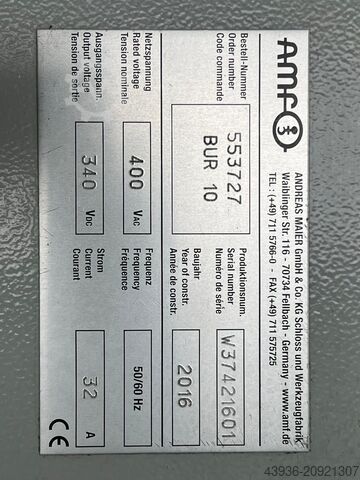 AMF
ANDREAS MAIER GmbH & Co. KG Schloss und Werkzeugfabrik
Waiblinger Str. 116 - 70734 Fellbach - Germany - www.amf.de
TEL : (+49) 711 5766-0 - FAX (+49) 711 575725
Bestell-Nummer
Order number
Code commande
553727
BUR 10
Produktionsnum.
Serial number
Numéro de série
W37421601
Baujahr
Year of constr.
Année de constr.
2016
Netzspannung
Rated voltage
Tension nominale
400 VAC
Frequenz
Frequency
Fréquence
50/60 Hz
Ausgangsspann.
Output voltage
Tension de sortie
340 VDC
Strom
Current
Courant
32 A
CE
43936-20921307